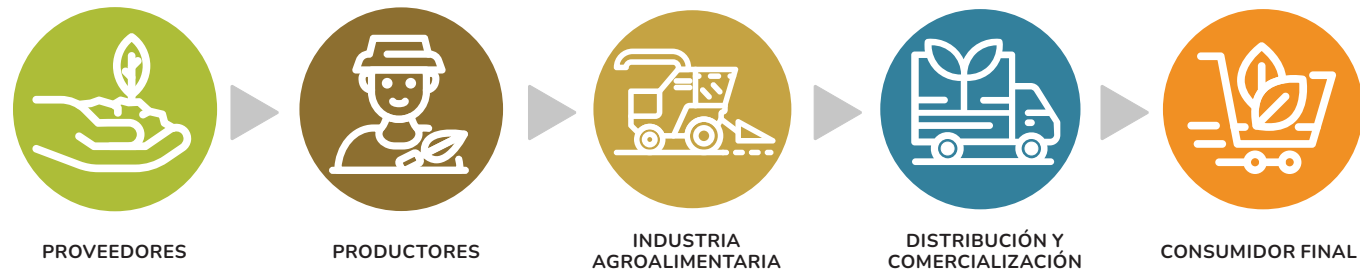 PROVEEDORES
PRODUCTORES
INDUSTRIA
AGROALIMENTARIA
DISTRIBUCIÓN Y
COMERCIALIZACIÓN
CONSUMIDOR FINAL